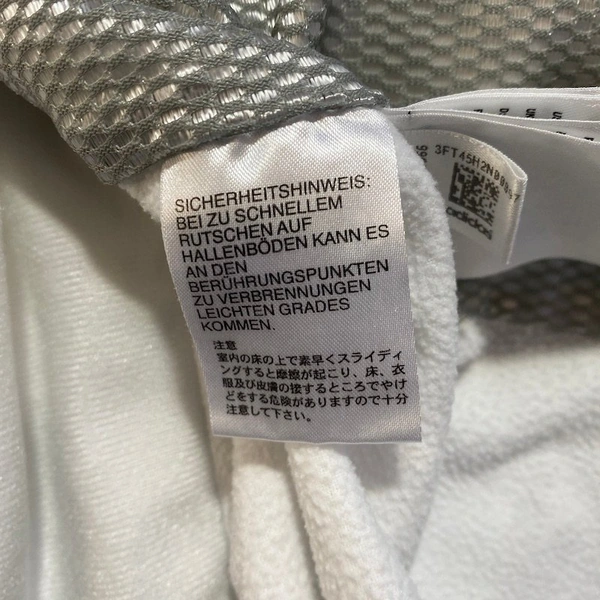 SICHERHEITSHINWEIS:
BEI ZU SCHNELLEM
RUTSCHEN AUF
HALLENBÖDEN KANN ES
AN DEN
BERÜHRUNGSPUNKTEN
ZU VERBRENNUNGEN
LEICHTEN GRADES
KOMMEN.
注意
室内の床の上で素早くスライディ
ングすると摩擦が起こり、床、衣
服及び皮膚の接するところでやけ
どをする危険がありますので十分
注意して下さい。
adidas